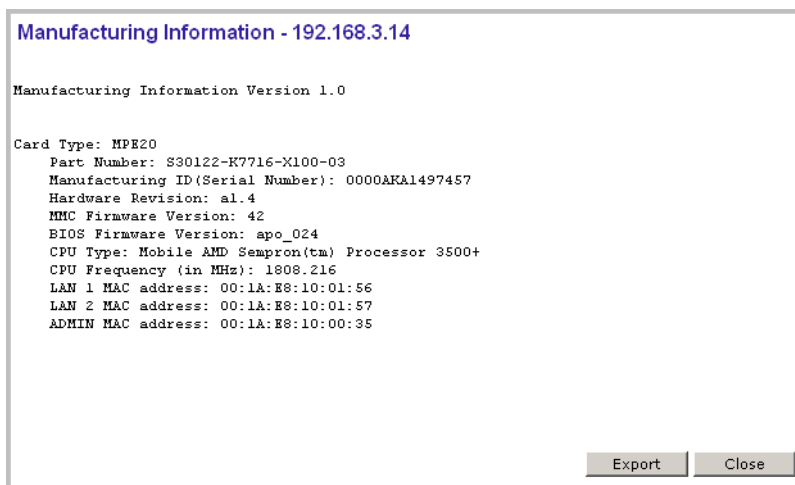 Manufacturing Information - 192.168.3.14
Manufacturing Information Version 1.0
Card Type: MPE20
Part Number: S30122-K7716-X100-03
Manufacturing ID(Serial Number): 0000AKA1497457
Hardware Revision: a1.4
MMC Firmware Version: 42
BIOS Firmware Version: apo_024
CPU Type: Mobile AMD Sempron(tm) Processor 3500+
CPU Frequency (in MHz): 1808.216
LAN 1 MAC address: 00:1A:E8:10:01:56
LAN 2 MAC address: 00:1A:E8:10:01:57
ADMIN MAC address: 00:1A:E8:10:00:35
Export Close